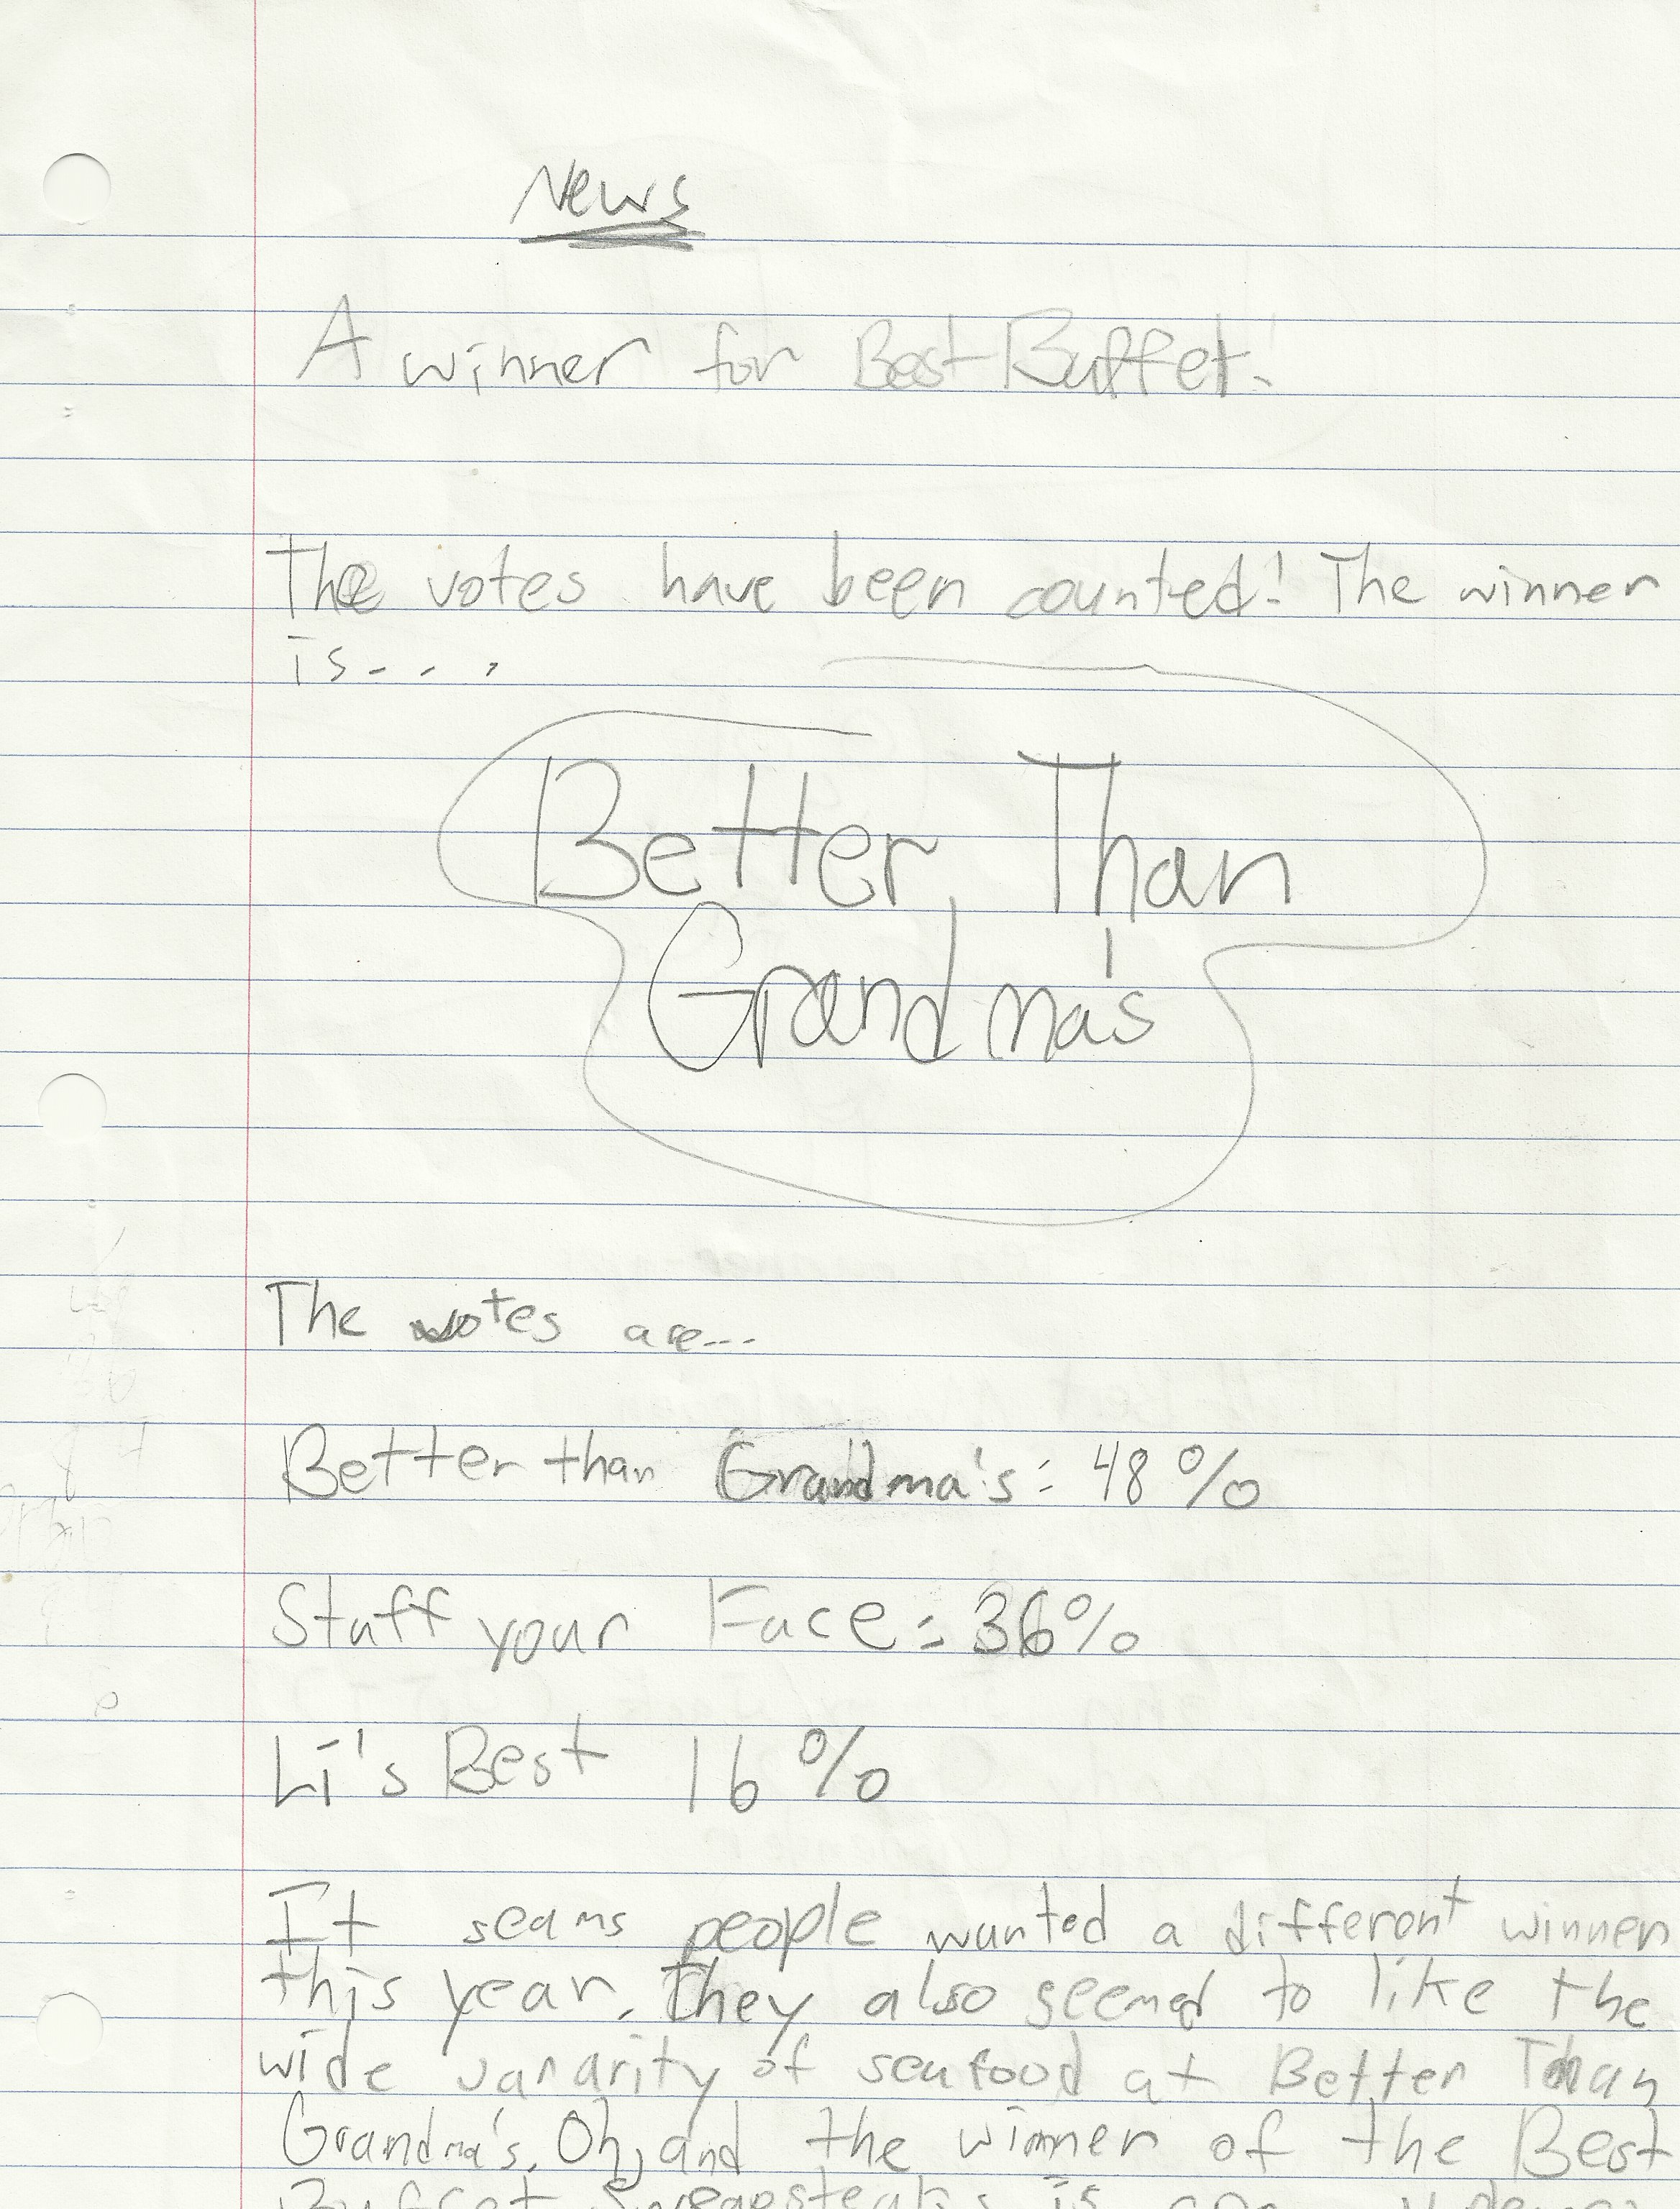 News
A winner for Best Buffet!
The votes have been counted! The winner
is....
Better Than
Grandma's
The votes are...
Better than Grandma's: 48%
Stuff your Face: 36%
Li's Best 16%
It seams people wanted a different winner
this year. They also seemed to like the
wide vararity of seafood at Better Than
Grandma's. Oh, and the winner of the Best
Buffet is